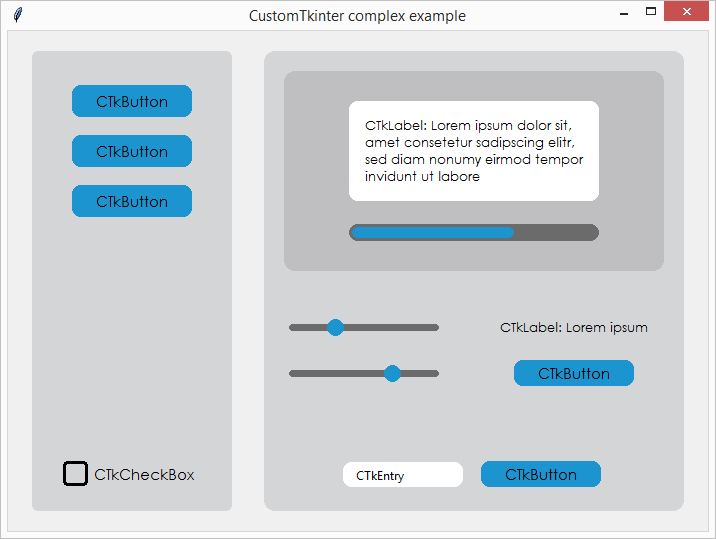 CustomTkinter complex example
CTkButton
CTkButton
CTkButton
CTkCheckBox
CTkLabel: Lorem ipsum dolor sit,
amet consetetur sadipscing elitr,
sed diam nonumy eirmod tempor
invidunt ut labore
CTkLabel: Lorem ipsum
CTkButton
CTkEntry
CTkButton